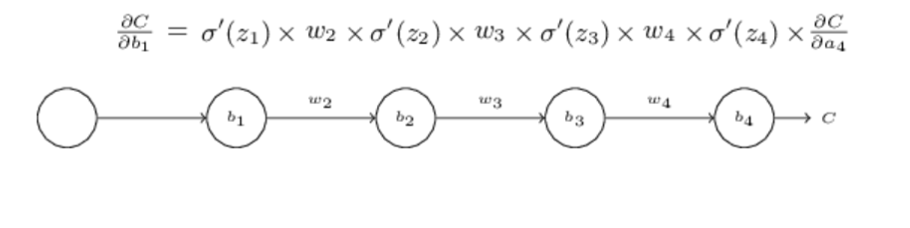 ∂C/∂b₁ = σ′(z₁) × w₂ × σ′(z₂) × w₃ × σ′(z₃) × w₄ × σ′(z₄) × ∂C/∂a₄
b₁ w₂ b₂ w₃ b₃ w₄ b₄ C